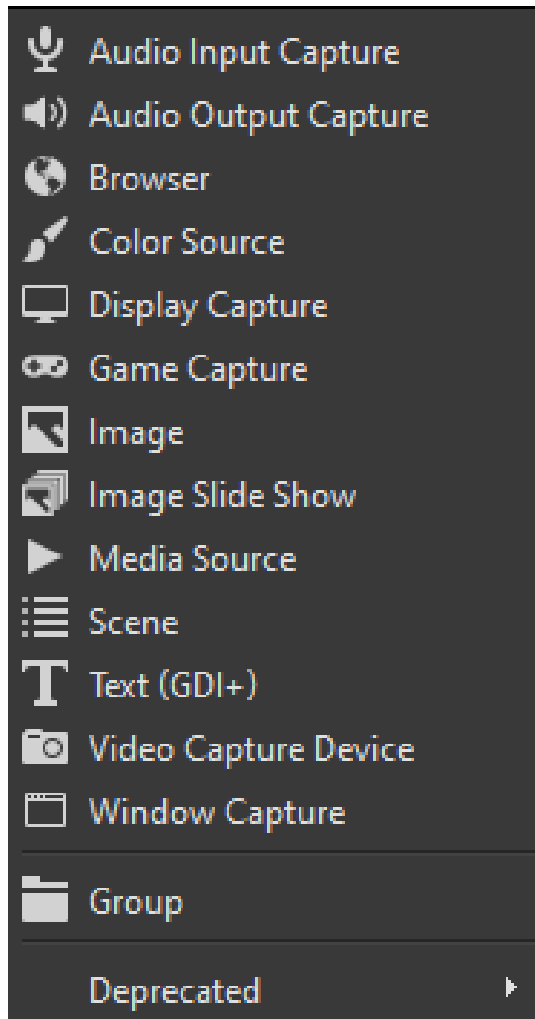 Audio Input Capture
Audio Output Capture
Browser
Color Source
Display Capture
Game Capture
Image
Image Slide Show
Media Source
Scene
Text (GDI+)
Video Capture Device
Window Capture
Group
Deprecated